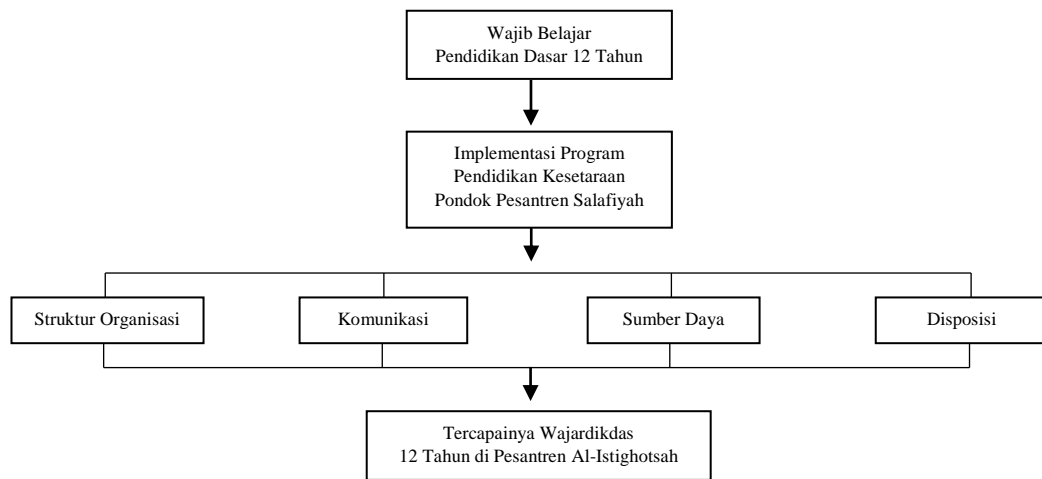 Wajib Belajar
Pendidikan Dasar 12 Tahun
Implementasi Program
Pendidikan Kesetaraan
Pondok Pesantren Salafiyah
Struktur Organisasi
Komunikasi
Sumber Daya
Disposisi
Tercapainya Wajardikdas
12 Tahun di Pesantren Al-Istighotsah